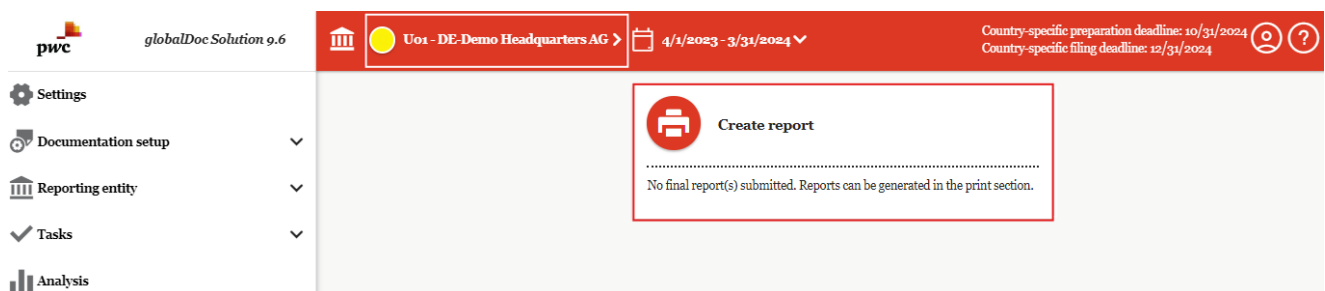 pwc
globalDoc Solution 9.6
U01 - DE-Demo Headquarters AG
4/1/2023 - 3/31/2024
Country-specific preparation deadline: 10/31/2024
Country-specific filing deadline: 12/31/2024
?
Settings
Documentation setup
Reporting entity
Tasks
Analysis
Create report
No final report(s) submitted. Reports can be generated in the print section.